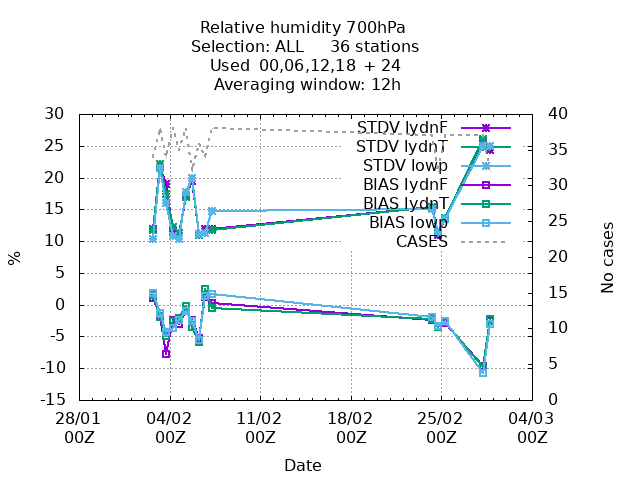 Relative humidity 700hPa
Selection: ALL 36 stations
Used 00,06,12,18 + 24
Averaging window: 12h
30 40
25 35
20 30
15 25
10 20
5 15
0 10
-5 5
-10 0
-15
%
No cases
STDV lydnF
STDV lydnT
STDV lowp
BIAS lydnF
BIAS lydnT
BIAS lowp
CASES
28/01 04/02 11/02 18/02 25/02 04/03
00Z 00Z 00Z 00Z 00Z 00Z
Date